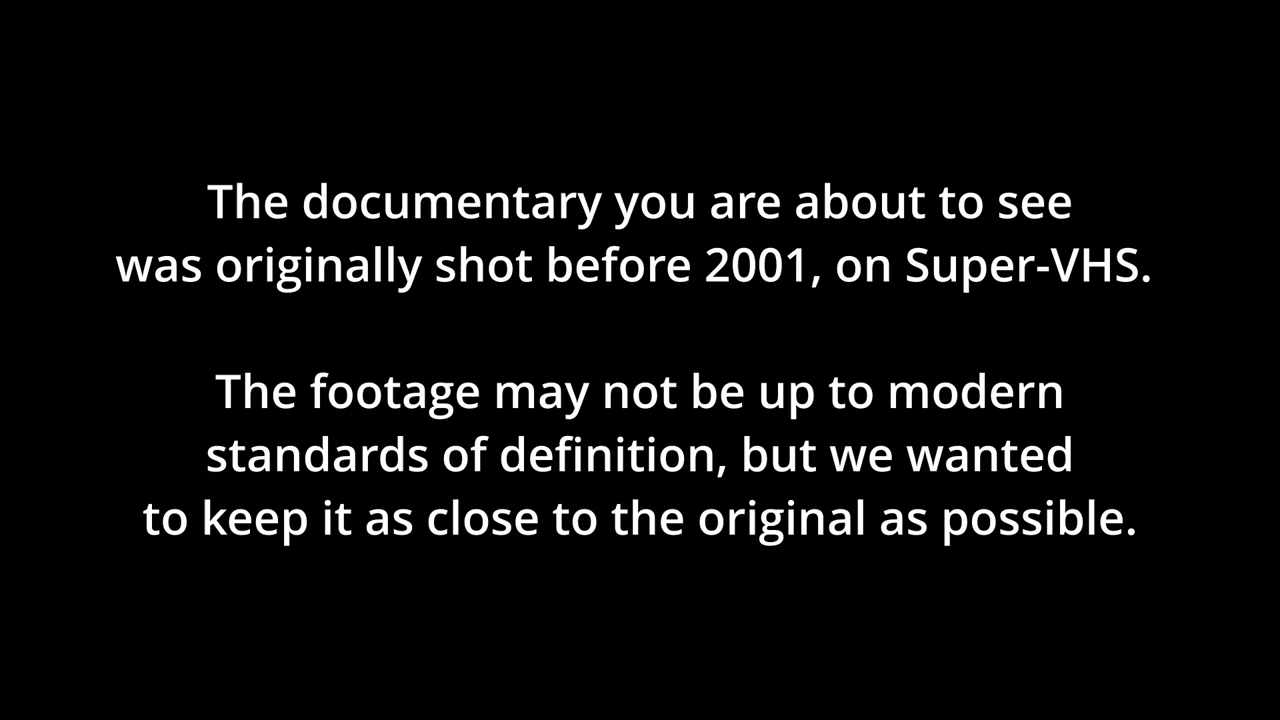 The documentary you are about to see
was originally shot before 2001, on Super-VHS.
The footage may not be up to modern
standards of definition, but we wanted
to keep it as close to the original as possible.